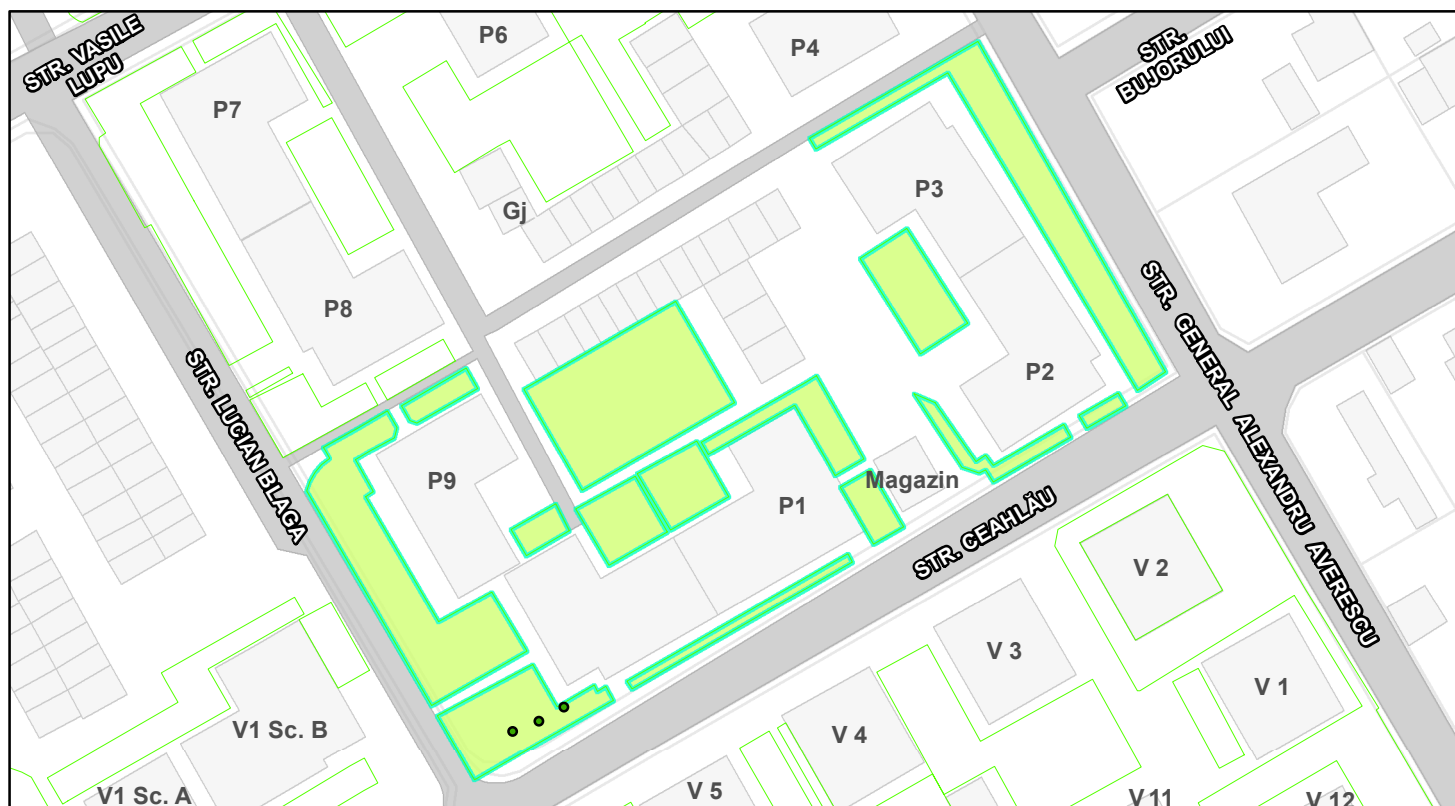 STR. VASILE
LUPU
P7
P6
P4
STR.
BUJORULUI
Gj
P3
P8
P2
STR. LUCIAN BLAGA
STR. GENERAL ALEXANDRU AVERESCU
P9
Magazin
P1
STR. CEAHLĂU
V 2
V 3
V 1
V1 Sc. B
V 4
V 5
V1 Sc. A
V11
V 12